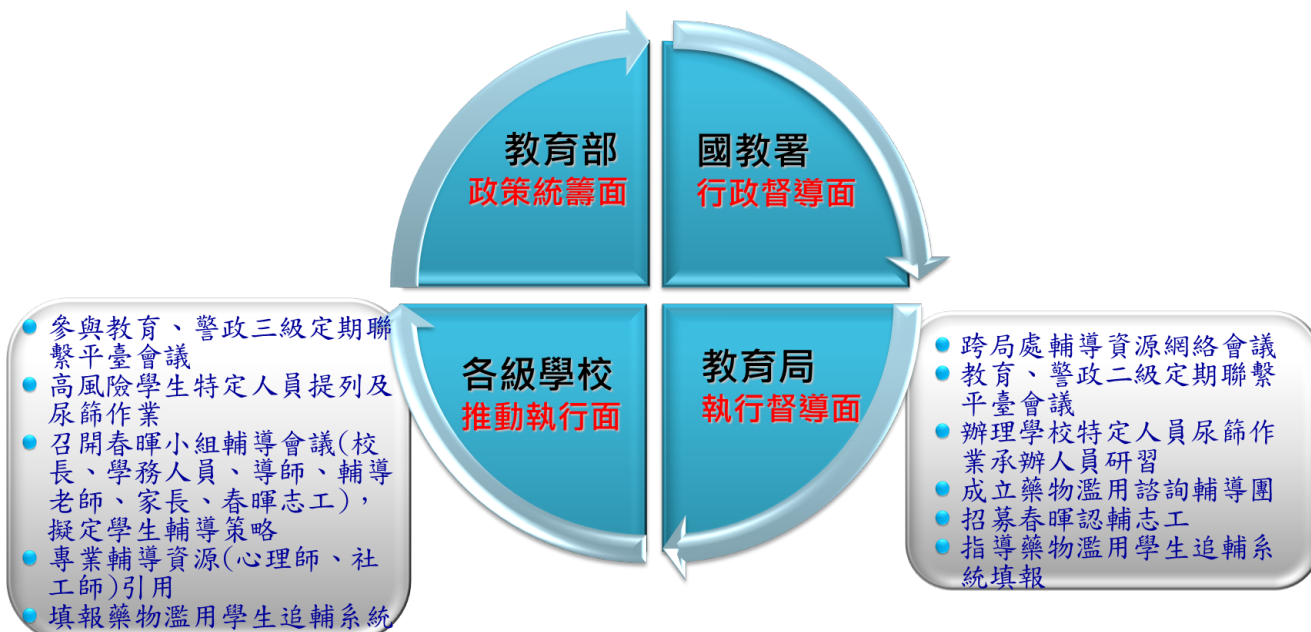 教育部
政策統籌面
國教署
行政督導面
各級學校
推動執行面
教育局
執行督導面
參與教育、警政三級定期聯
繫平臺會議
高風險學生特定人員提列及
尿篩作業
召開春暉小組輔導會議(校
長、學務人員、導師、輔導
老師、家長、春暉志工)，
擬定學生輔導策略
專業輔導資源(心理師、社
工師)引用
填報藥物濫用學生追輔系統
跨局處輔導資源網絡會議
教育、警政二級定期聯繫
平臺會議
辦理學校特定人員尿篩作
業承辦人員研習
成立藥物濫用諮詢輔導團
招募春暉認輔志工
指導藥物濫用學生追輔系
統填報